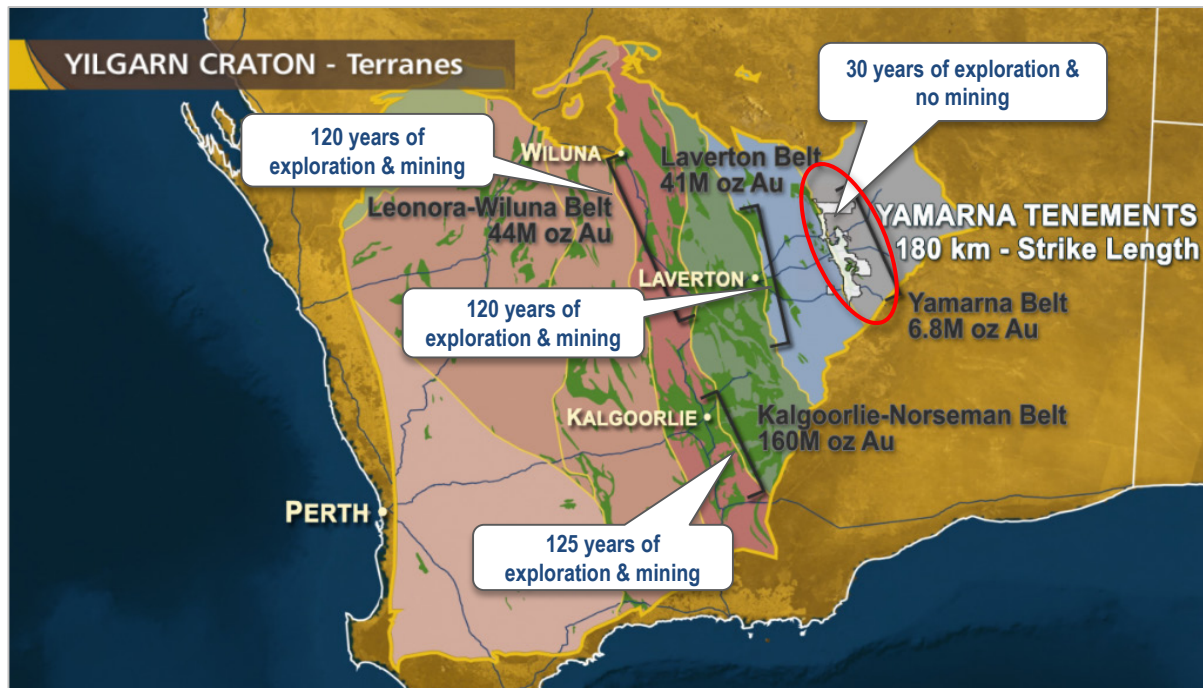 YILGARN CRATON - Terranes
30 years of exploration &
no mining
120 years of
exploration & mining
WILUNA
Laverton Belt
41M oz Au
Leonora-Wiluna Belt
44M oz Au
YAMARNA TENEMENTS
180 km - Strike Length
LAVERTON
120 years of
exploration & mining
Yamarna Belt
6.8M oz Au
KALGOORLIE
Kalgoorlie-Norseman Belt
160M oz Au
PERTH
125 years of
exploration & mining